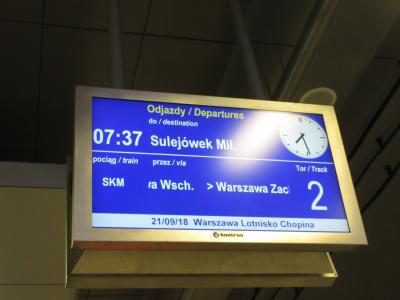 Odjazdy / Departures
do / destination
07:37 Sulejówek Mił.
pociąg / train przez / via Tor / Track
SKM ra Wsch. > Warszawa Zac 2
21/09/18 Warszawa Lotnisko Chopina
kontron